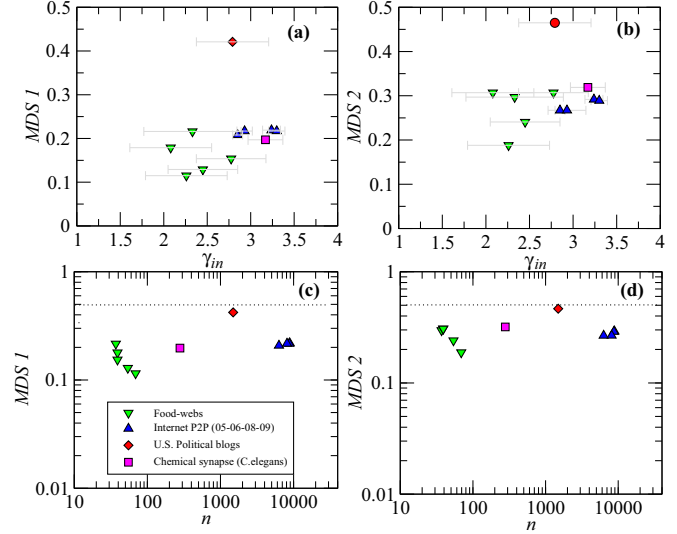 (a)
MDS 1
0.5
0.4
0.3
0.2
0.1
0
1 1.5 2 2.5 3 3.5 4
γin
(b)
MDS 2
0.5
0.4
0.3
0.2
0.1
0
1 1.5 2 2.5 3 3.5 4
γin
(c)
MDS 1
1
0.1
0.01
Food-webs
Internet P2P (05-06-08-09)
U.S. Political blogs
Chemical synapse (C.elegans)
10 100 1000 10000
n
(d)
MDS 2
1
0.1
0.01
10 100 1000 10000
n